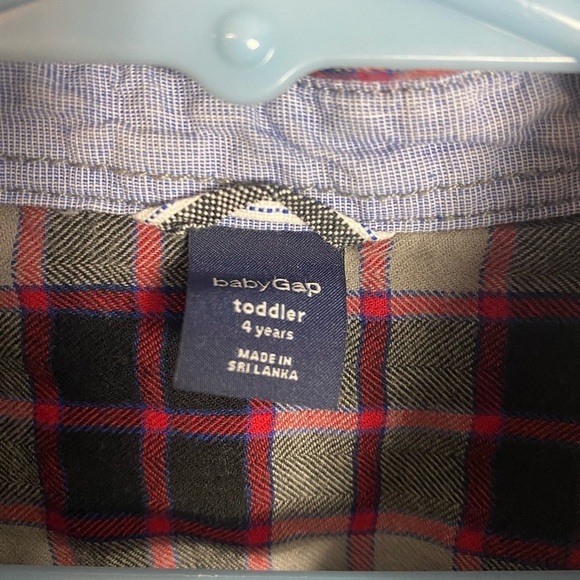 babyGap
toddler
4 years
MADE IN
SRI LANKA